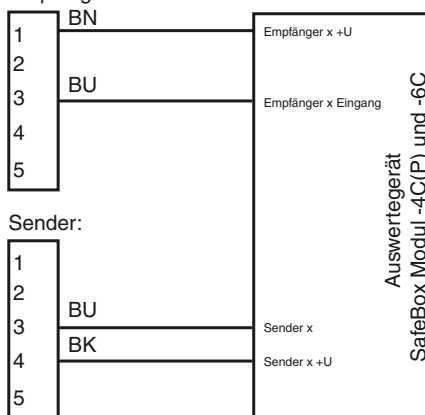 BN
1
Empfänger x +U
2
BU
3
Empfänger x Eingang
4
5
Sender:
1
2
BU
3
Sender x
BK
4
Sender x +U
5
Auswertegerät
SafeBox Modul -4C(P) und -6C